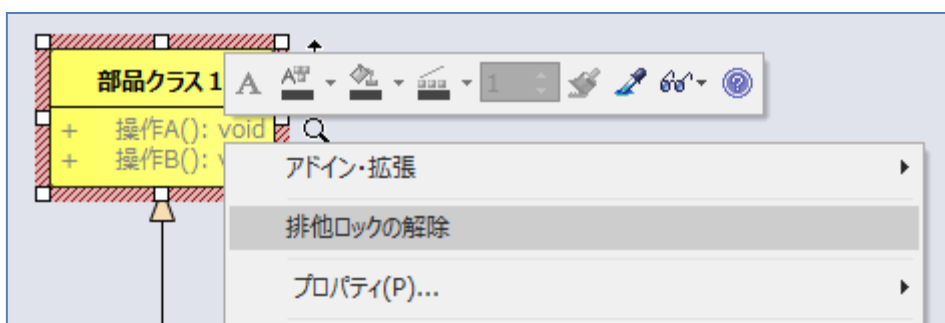 部品クラス1
A
1
+ 操作A(): void
+ 操作B(): v
アドイン・拡張
排他ロックの解除
プロパティ(P)...